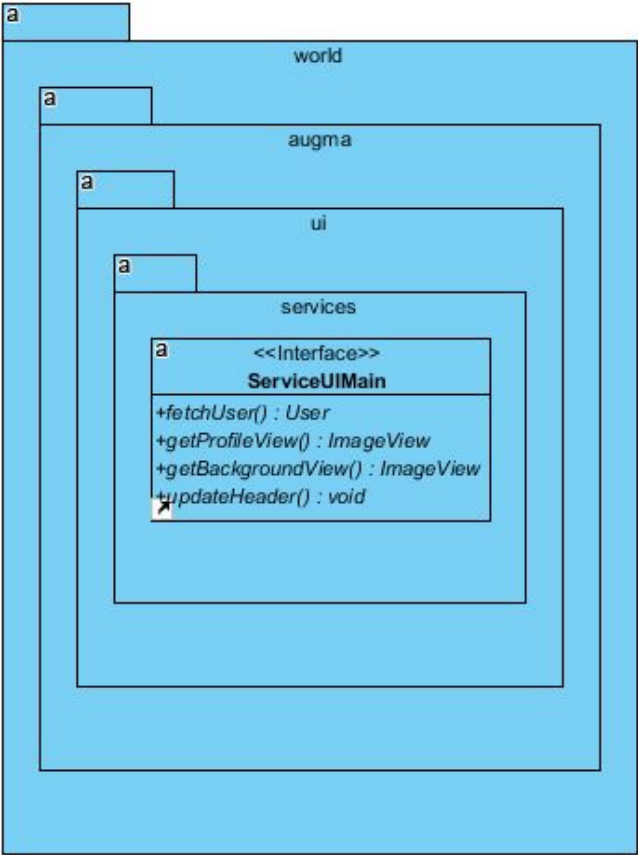 a
world
a
augma
a
ui
a
services
a
<<Interface>>
ServiceUIMain
+fetchUser() : User
+getProfileView() : ImageView
+getBackgroundView() : ImageView
+updateHeader() : void